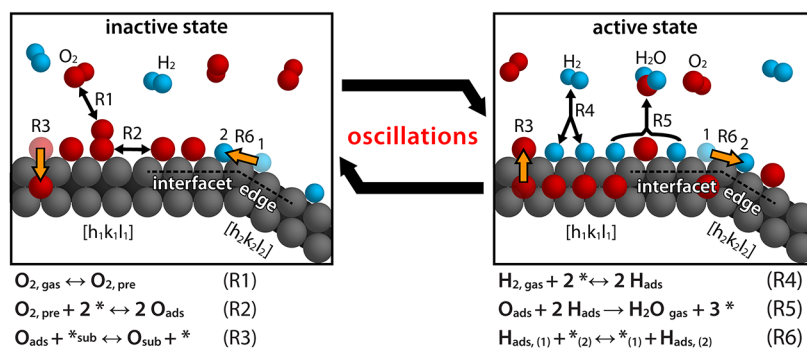 inactive state
O₂
H₂
R1
R3
R2
2 R6 1
interfacet
edge
[h₁k₁l₁]
[h₂k₂l₂]
O₂, gas ↔ O₂, pre (R1)
O₂, pre + 2 * ↔ 2 Oads (R2)
Oads + *sub ↔ Osub + * (R3)
oscillations
active state
H₂
H₂O
O₂
R4
R3
R5
1 R6 2
interfacet
edge
[h₁k₁l₁]
[h₂k₂l₂]
H₂, gas + 2 * ↔ 2 Hads (R4)
Oads + 2 Hads → H₂O gas + 3 * (R5)
Hads, (1) + *(2) ↔ *(1) + Hads, (2) (R6)